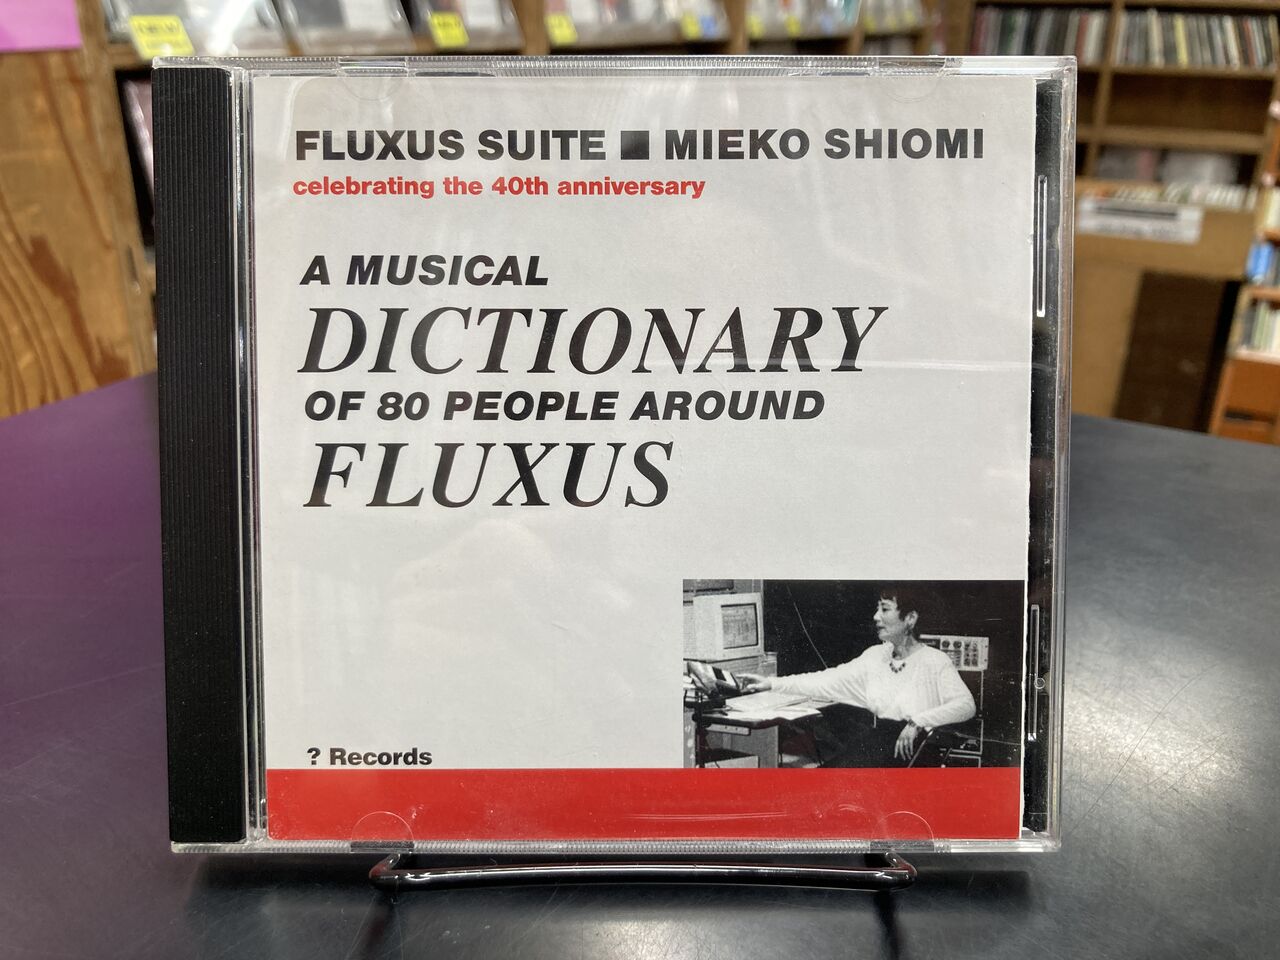 FLUXUS SUITE ■ MIEKO SHIOMI
celebrating the 40th anniversary
A MUSICAL
DICTIONARY
OF 80 PEOPLE AROUND
FLUXUS
? Records